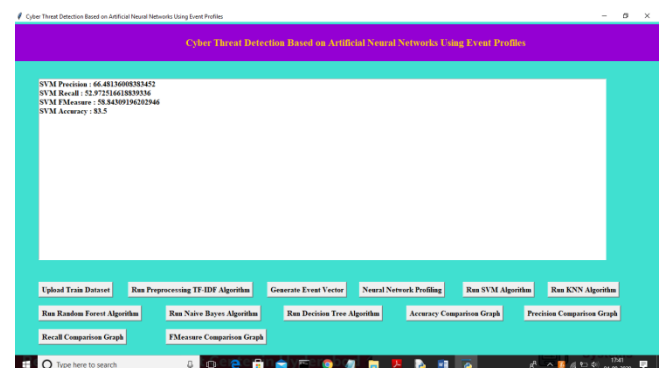 Cyber Threat Detection Based on Artificial Neural Networks Using Event Profiles
Cyber Threat Detection Based on Artificial Neural Networks Using Event Profiles
SVM Precision : 66.48136008383452
SVM Recall : 52.972516618839336
SVM FMeasure : 58.84309196202946
SVM Accuracy : 83.5
Upload Train Dataset Run Preprocessing TF-IDF Algorithm Generate Event Vector Neural Network Profiling Run SVM Algorithm Run KNN Algorithm
Run Random Forest Algorithm Run Naive Bayes Algorithm Run Decision Tree Algorithm Accuracy Comparison Graph Precision Comparison Graph
Recall Comparison Graph FMeasure Comparison Graph
Type here to search 17:41